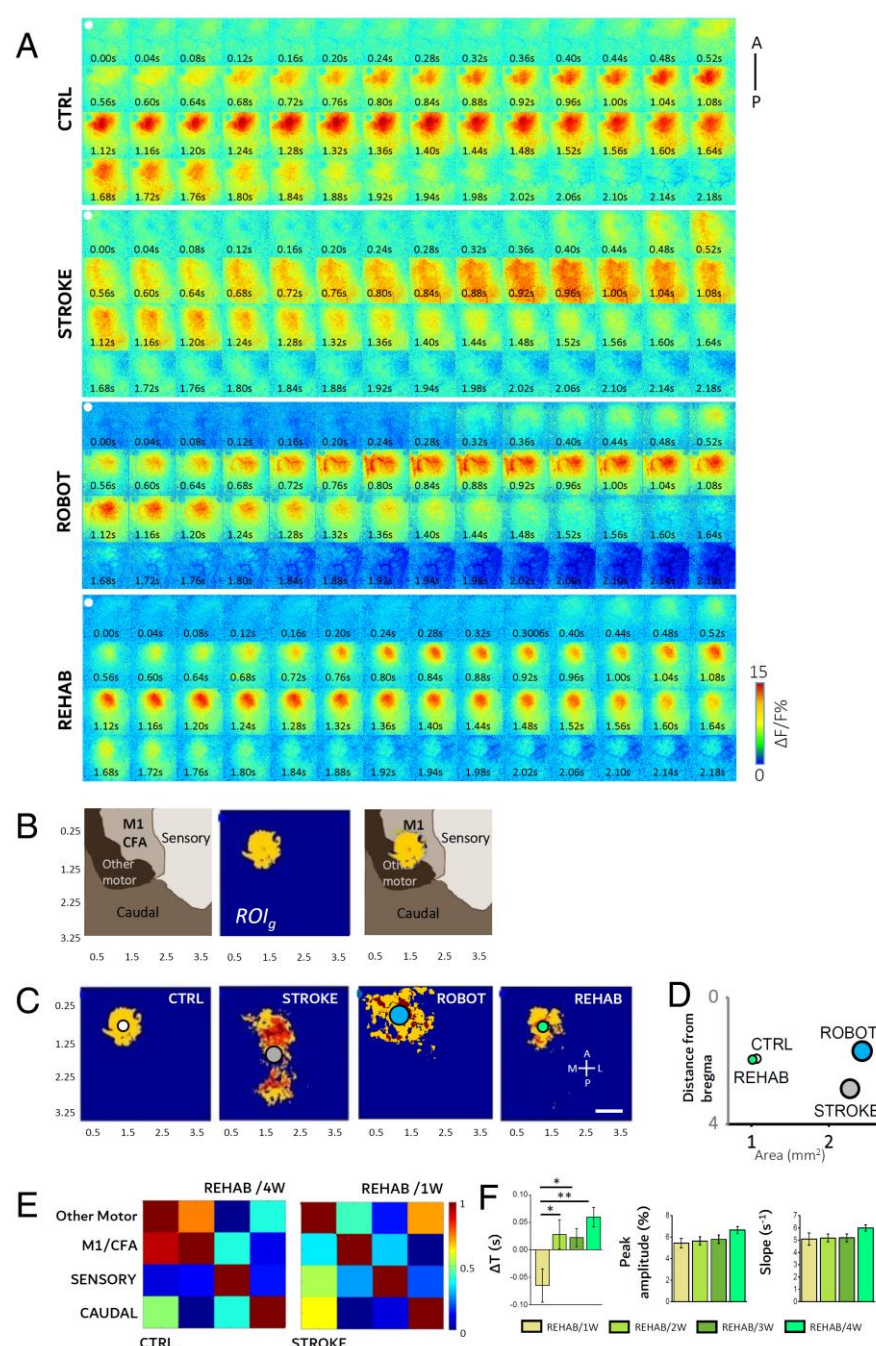 A
CTRL
0.00s 0.04s 0.08s 0.12s 0.16s 0.20s 0.24s 0.28s 0.32s 0.36s 0.40s 0.44s 0.48s 0.52s
0.56s 0.60s 0.64s 0.68s 0.72s 0.76s 0.80s 0.84s 0.88s 0.92s 0.96s 1.00s 1.04s 1.08s
1.12s 1.16s 1.20s 1.24s 1.28s 1.32s 1.36s 1.40s 1.44s 1.48s 1.52s 1.56s 1.60s 1.64s
1.68s 1.72s 1.76s 1.80s 1.84s 1.88s 1.92s 1.94s 1.98s 2.02s 2.06s 2.10s 2.14s 2.18s
A
P
STROKE
0.00s 0.04s 0.08s 0.12s 0.16s 0.20s 0.24s 0.28s 0.32s 0.36s 0.40s 0.44s 0.48s 0.52s
0.56s 0.60s 0.64s 0.68s 0.72s 0.76s 0.80s 0.84s 0.88s 0.92s 0.96s 1.00s 1.04s 1.08s
1.12s 1.16s 1.20s 1.24s 1.28s 1.32s 1.36s 1.40s 1.44s 1.48s 1.52s 1.56s 1.60s 1.64s
1.68s 1.72s 1.76s 1.80s 1.84s 1.88s 1.92s 1.94s 1.98s 2.02s 2.06s 2.10s 2.14s 2.18s
ROBOT
0.00s 0.04s 0.08s 0.12s 0.16s 0.20s 0.24s 0.28s 0.32s 0.36s 0.40s 0.44s 0.48s 0.52s
0.56s 0.60s 0.64s 0.68s 0.72s 0.76s 0.80s 0.84s 0.88s 0.92s 0.96s 1.00s 1.04s 1.08s
1.12s 1.16s 1.20s 1.24s 1.28s 1.32s 1.36s 1.40s 1.44s 1.48s 1.52s 1.56s 1.60s 1.64s
1.68s 1.72s 1.76s 1.80s 1.84s 1.88s 1.92s 1.94s 1.98s 2.02s 2.06s 2.10s 2.14s 2.18s
REHAB
0.00s 0.04s 0.08s 0.12s 0.16s 0.20s 0.24s 0.28s 0.32s 0.3006s 0.40s 0.44s 0.48s 0.52s
0.56s 0.60s 0.64s 0.68s 0.72s 0.76s 0.80s 0.84s 0.88s 0.92s 0.96s 1.00s 1.04s 1.08s
1.12s 1.16s 1.20s 1.24s 1.28s 1.32s 1.36s 1.40s 1.44s 1.48s 1.52s 1.56s 1.60s 1.64s
1.68s 1.72s 1.76s 1.80s 1.84s 1.88s 1.92s 1.94s 1.98s 2.02s 2.06s 2.10s 2.14s 2.18s
15
ΔF/F%
0
B
0.25
1.25
2.25
3.25
M1
CFA
Sensory
Other
motor
Caudal
ROIg
M1
Sensory
Other
motor
Caudal
0.5 1.5 2.5 3.5
0.5 1.5 2.5 3.5
0.5 1.5 2.5 3.5
C
0.25
1.25
2.25
3.25
CTRL
STROKE
ROBOT
REHAB
A
M L
P
0.5 1.5 2.5 3.5
0.5 1.5 2.5 3.5
0.5 1.5 2.5 3.5
0.5 1.5 2.5 3.5
D
Distance from
bregma
0
4
CTRL
REHAB
ROBOT
STROKE
1 2
Area (mm²)
E
REHAB /4W
REHAB /1W
Other Motor
M1/CFA
SENSORY
CAUDAL
CTRL
STROKE
1
0.5
0
F
ΔT (s)
0.10
0.05
0.00
-0.05
-0.10
*
**
*
Peak
amplitude (%)
8
6
4
2
0
Slope (s⁻¹)
7
6
5
4
3
2
1
0
REHAB/1W REHAB/2W REHAB/3W REHAB/4W